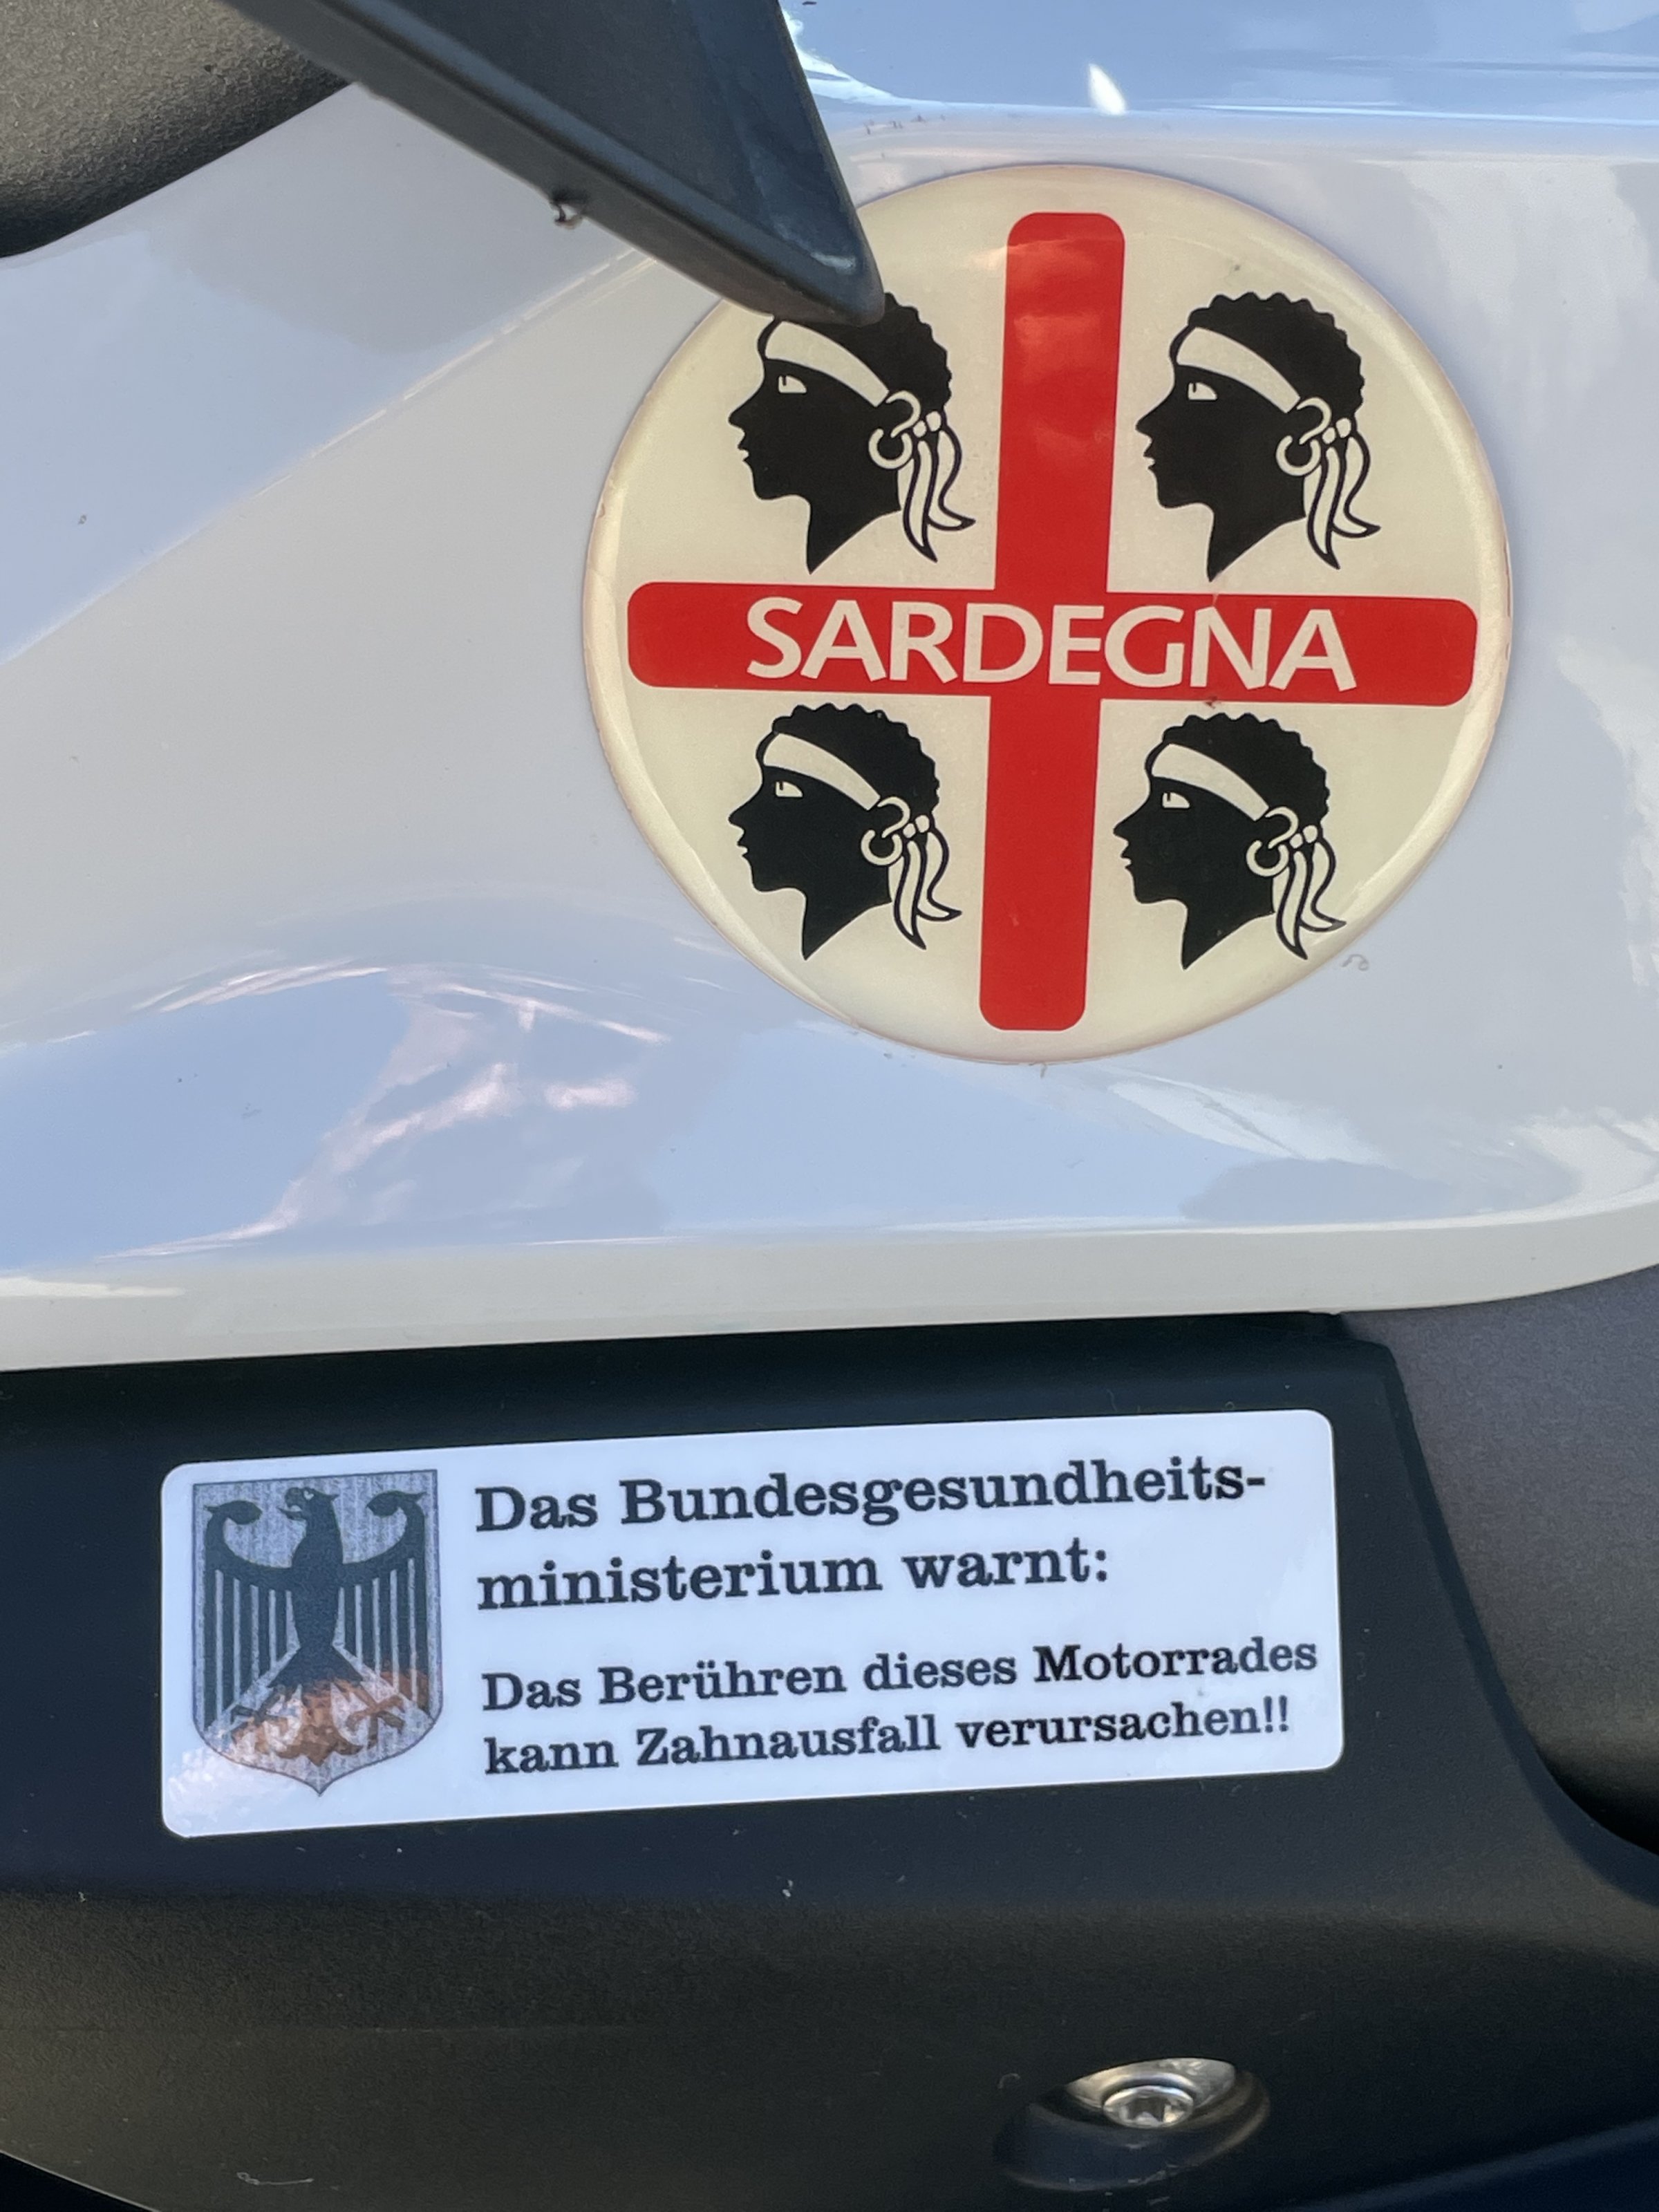 SARDEGNA
Das Bundesgesundheits-
ministerium warnt:
Das Berühren dieses Motorrades
kann Zahnausfall verursachen!!